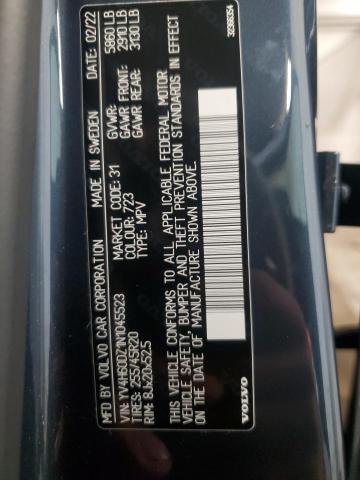 MFD BY VOLVO CAR CORPORATION MADE IN SWEDEN DATE: 02/22
VIN: YV4H60DZ1N1045523 MARKET CODE: 31 GVWR: 5860 LB
TIRES: 255/45R20 COLOUR: 723 GAWR FRONT: 2910 LB
RIM: 8Jx20x52.5 TYPE: MPV GAWR REAR: 3130 LB
THIS VEHICLE CONFORMS TO ALL APPLICABLE FEDERAL MOTOR
VEHICLE SAFETY, BUMPER AND THEFT PREVENTION STANDARDS IN EFFECT
ON THE DATE OF MANUFACTURE SHOWN ABOVE.
VOLVO